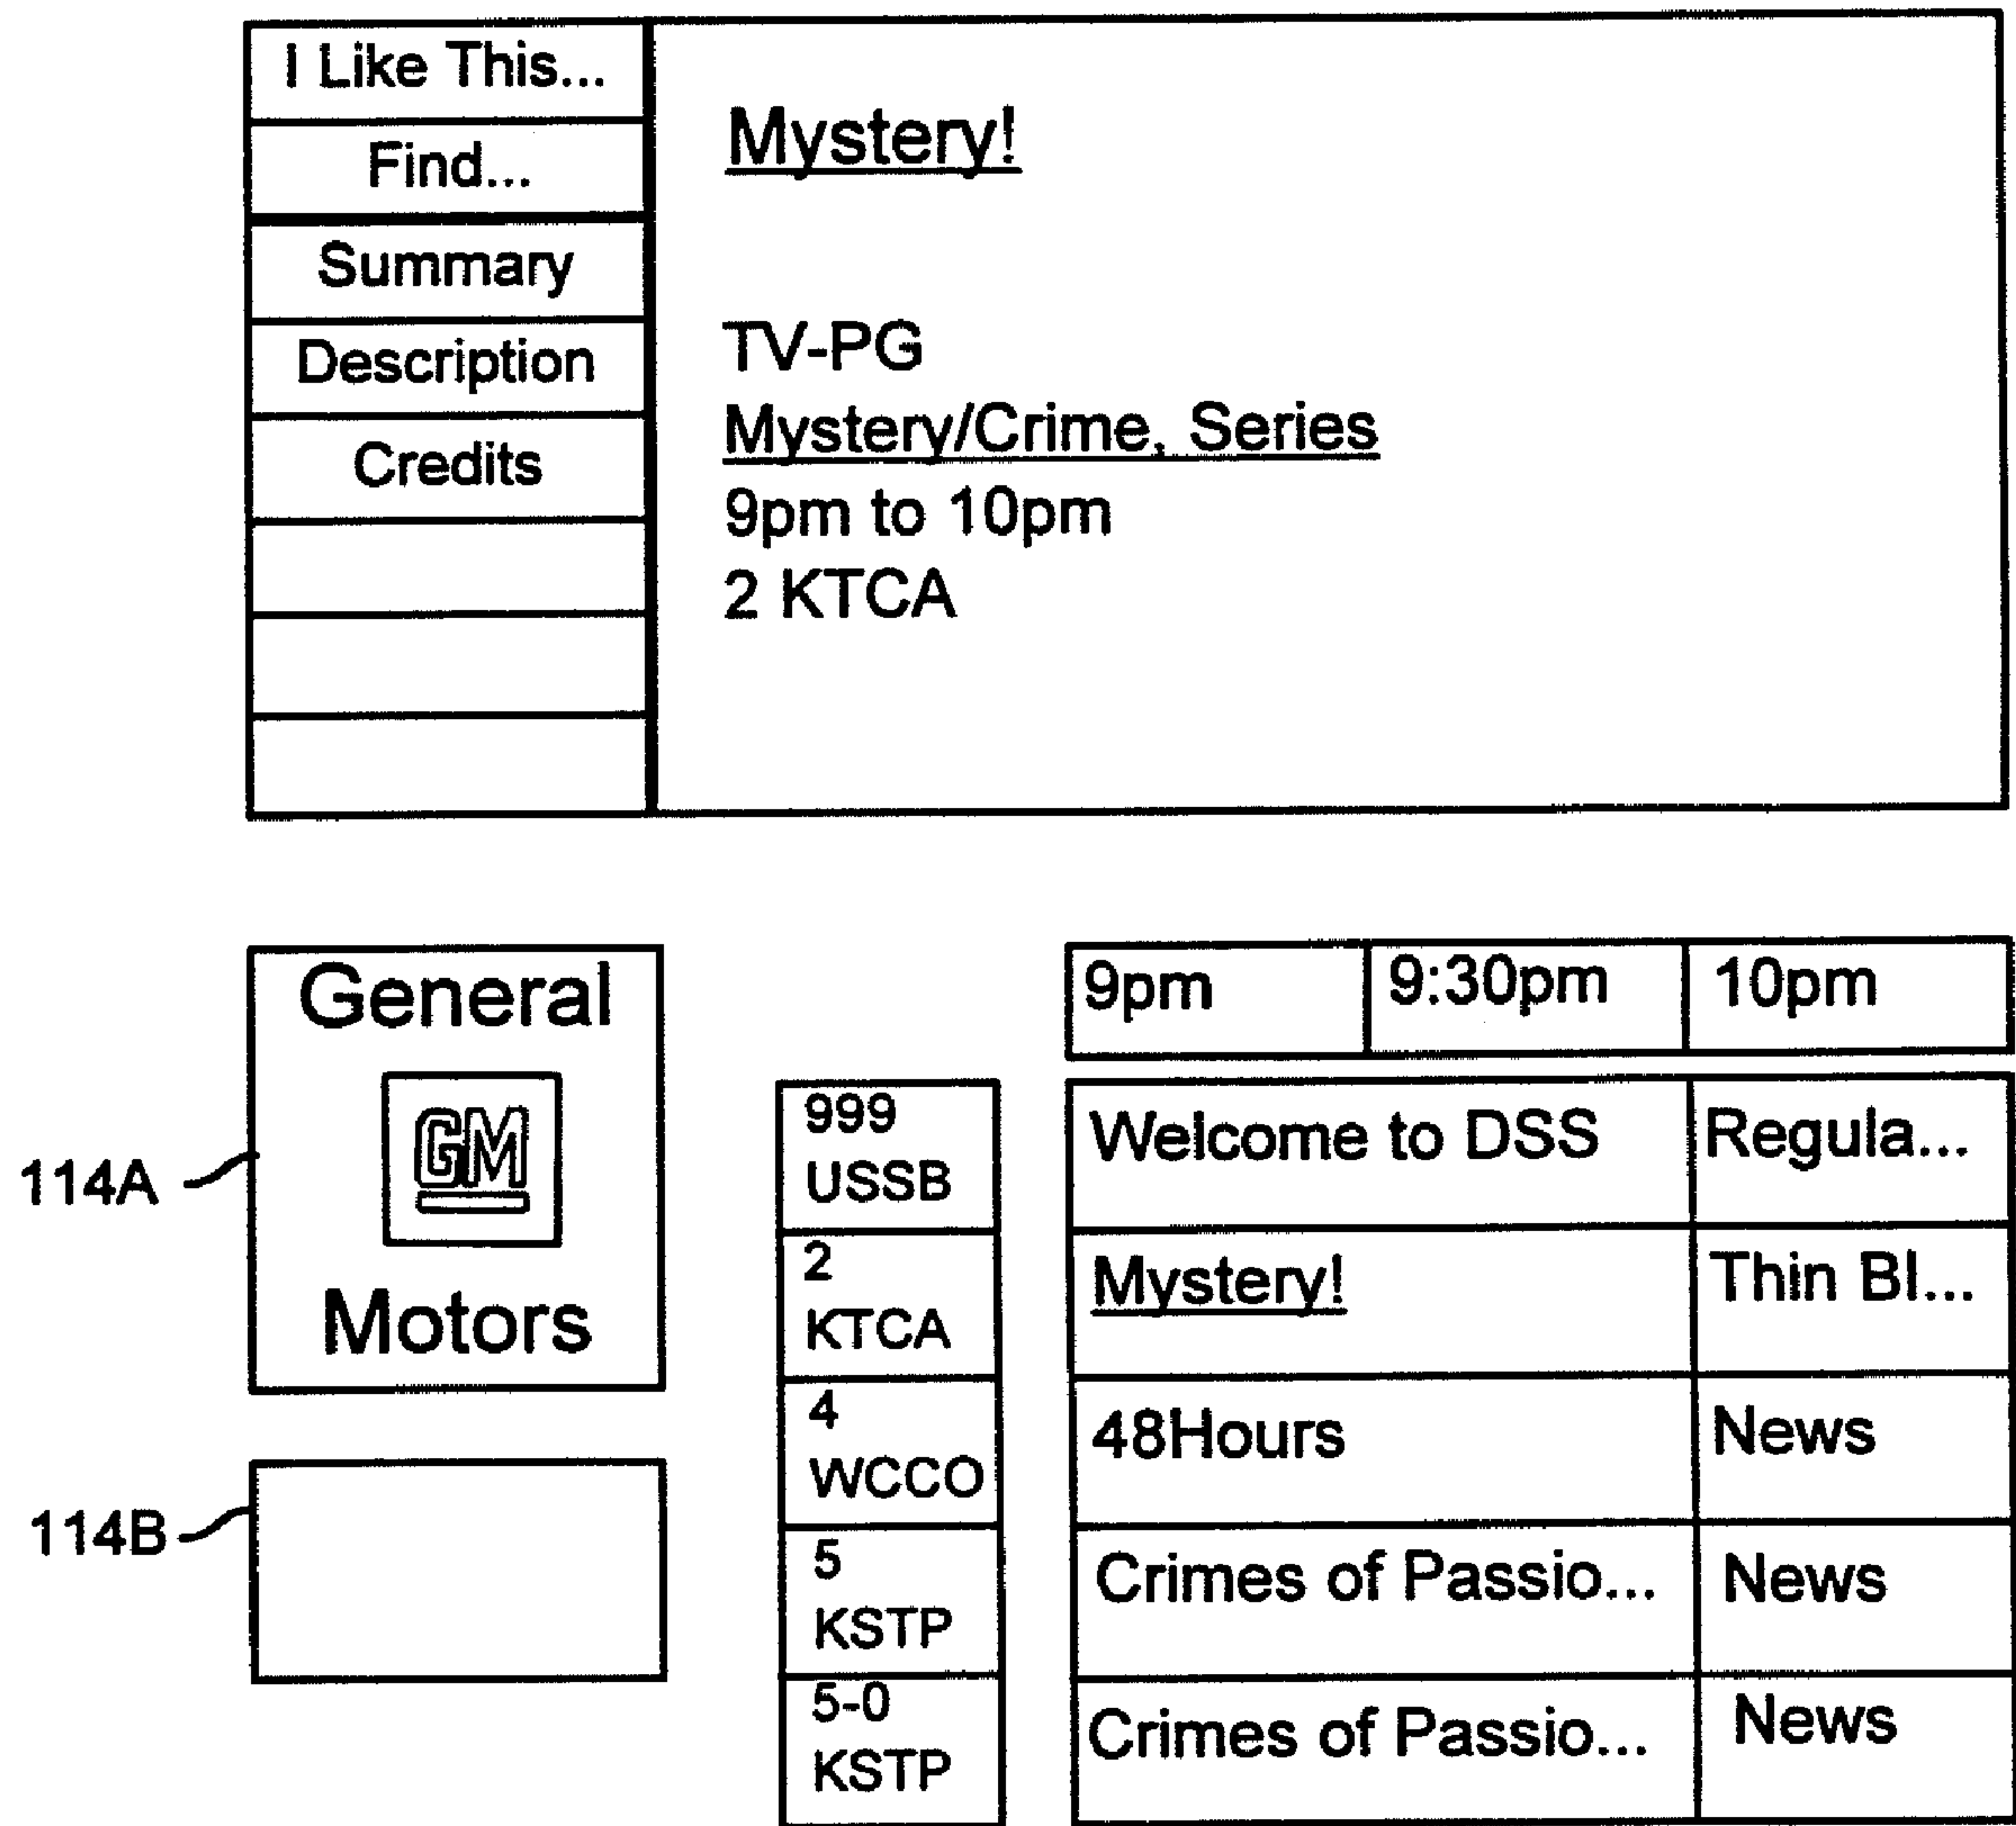 I Like This...
Find...
Summary
Description
Credits
Mystery!
TV-PG
Mystery/Crime, Series
9pm to 10pm
2 KTCA
114A
General
GM
Motors
114B
9pm 9:30pm 10pm
999
USSB
Welcome to DSS Regula...
2
KTCA
Mystery! Thin Bl...
4
WCCO
48Hours News
5
KSTP
Crimes of Passio... News
5-0
KSTP
Crimes of Passio... News